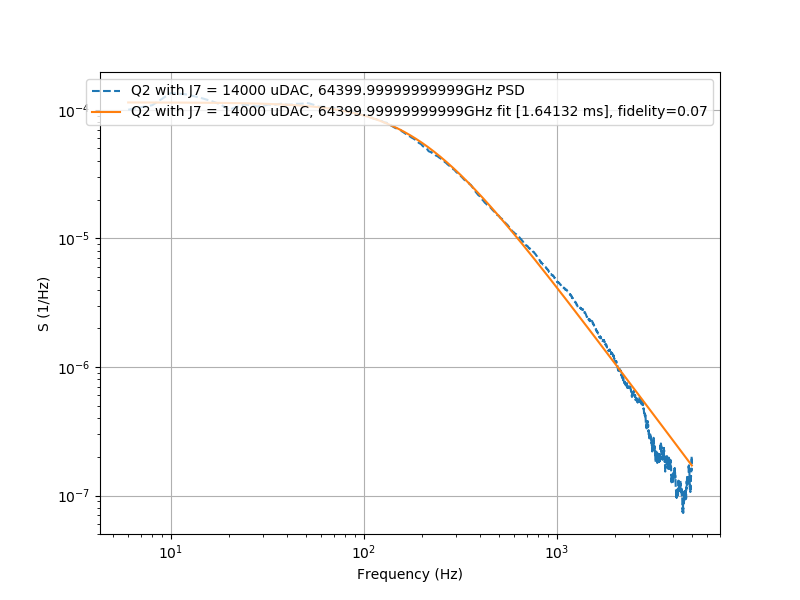 Q2 with J7 = 14000 uDAC, 64399.99999999999GHz PSD
Q2 with J7 = 14000 uDAC, 64399.99999999999GHz fit [1.64132 ms], fidelity=0.07
10⁻⁴
10⁻⁵
10⁻⁶
10⁻⁷
S (1/Hz)
10¹ 10² 10³
Frequency (Hz)